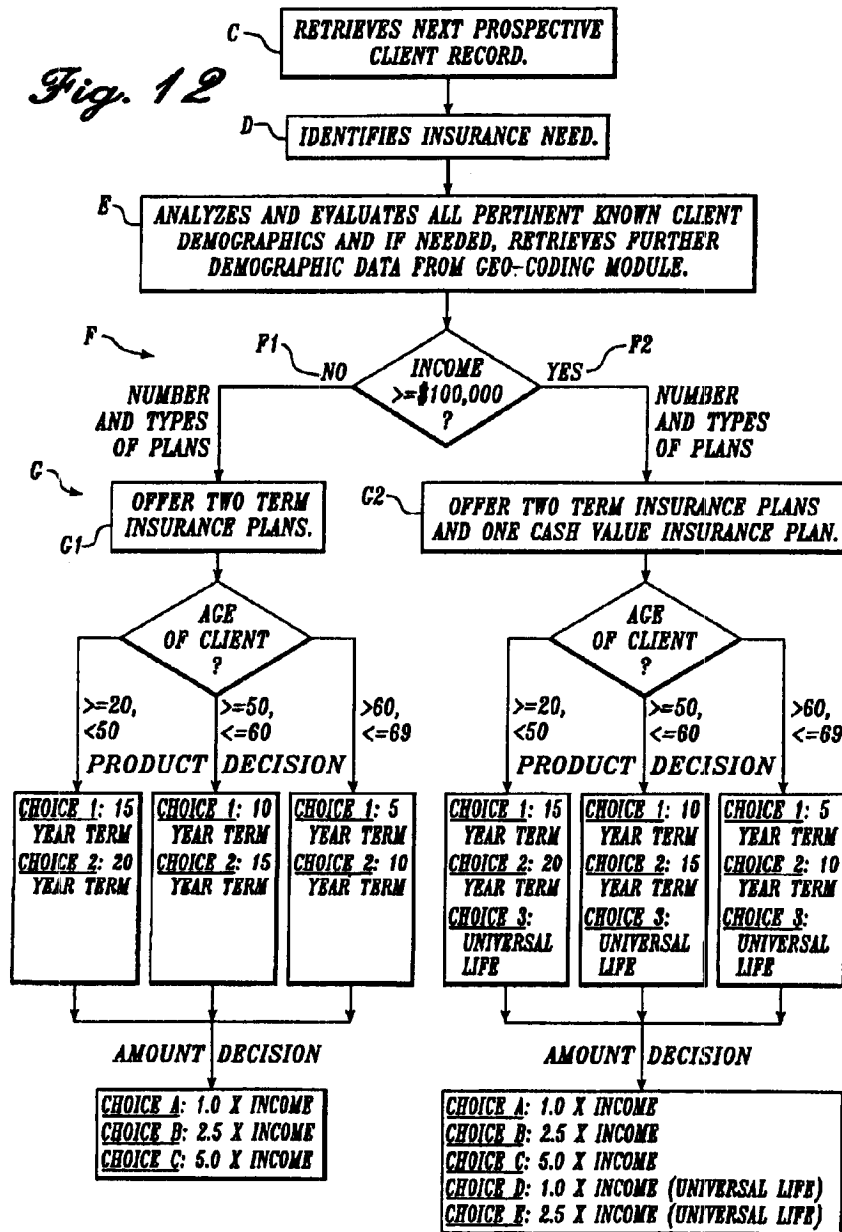 Fig. 12
C
RETRIEVES NEXT PROSPECTIVE
CLIENT RECORD.
D
IDENTIFIES INSURANCE NEED.
E
ANALYZES AND EVALUATES ALL PERTINENT KNOWN CLIENT
DEMOGRAPHICS AND IF NEEDED, RETRIEVES FURTHER
DEMOGRAPHIC DATA FROM GEO-CODING MODULE.
F
F1
NO
INCOME
>=$100,000
?
YES
F2
NUMBER
AND TYPES
OF PLANS
NUMBER
AND TYPES
OF PLANS
G
OFFER TWO TERM
INSURANCE PLANS.
G1
G2
OFFER TWO TERM INSURANCE PLANS
AND ONE CASH VALUE INSURANCE PLAN.
AGE
OF CLIENT
?
>=20,
<50
>=50,
<=60
>60,
<=69
PRODUCT DECISION
CHOICE 1: 15
YEAR TERM
CHOICE 2: 20
YEAR TERM
CHOICE 1: 10
YEAR TERM
CHOICE 2: 15
YEAR TERM
CHOICE 1: 5
YEAR TERM
CHOICE 2: 10
YEAR TERM
AMOUNT DECISION
CHOICE A: 1.0 X INCOME
CHOICE B: 2.5 X INCOME
CHOICE C: 5.0 X INCOME
AGE
OF CLIENT
?
>=20,
<50
>=50,
<=60
>60,
<=69
PRODUCT DECISION
CHOICE 1: 15
YEAR TERM
CHOICE 2: 20
YEAR TERM
CHOICE 3:
UNIVERSAL
LIFE
CHOICE 1: 10
YEAR TERM
CHOICE 2: 15
YEAR TERM
CHOICE 3:
UNIVERSAL
LIFE
CHOICE 1: 5
YEAR TERM
CHOICE 2: 10
YEAR TERM
CHOICE 3:
UNIVERSAL
LIFE
AMOUNT DECISION
CHOICE A: 1.0 X INCOME
CHOICE B: 2.5 X INCOME
CHOICE C: 5.0 X INCOME
CHOICE D: 1.0 X INCOME (UNIVERSAL LIFE)
CHOICE E: 2.5 X INCOME (UNIVERSAL LIFE)